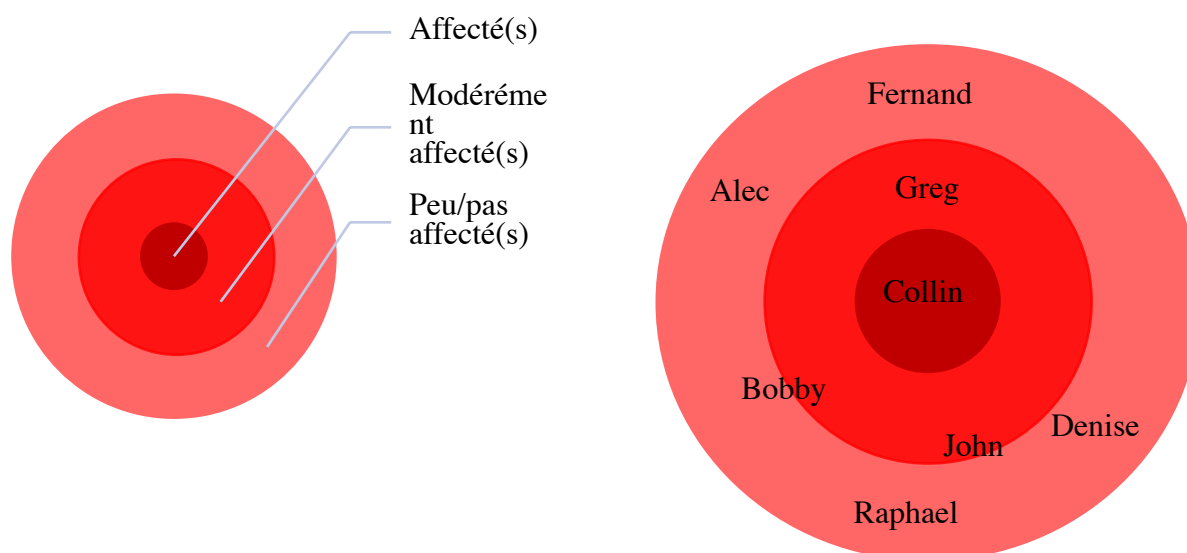 Affecté(s)
Modéréme
nt
affecté(s)
Peu/pas
affecté(s)
Fernand
Alec
Greg
Collin
Bobby
Denise
John
Raphael